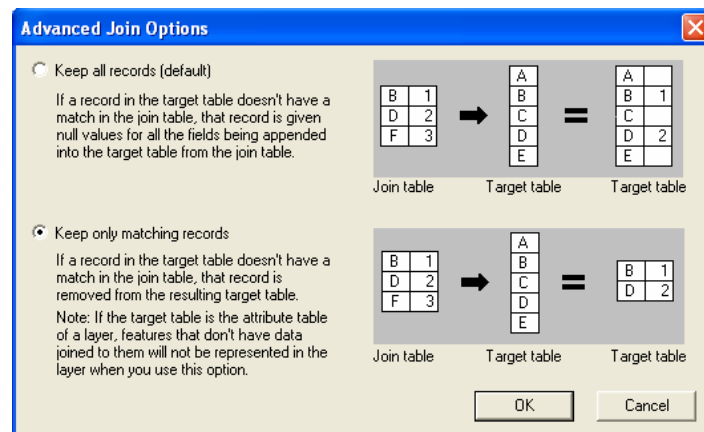 Advanced Join Options
Keep all records (default)
If a record in the target table doesn't have a
match in the join table, that record is given
null values for all the fields being appended
into the target table from the join table.
B 1
D 2
F 3
A
B
C
D
E
A
B 1
C
D 2
E
Join table
Target table
Target table
Keep only matching records
If a record in the target table doesn't have a
match in the join table, that record is
removed from the resulting target table.
Note: If the target table is the attribute table
of a layer, features that don't have data
joined to them will not be represented in the
layer when you use this option.
B 1
D 2
F 3
A
B
C
D
E
B 1
D 2
Join table
Target table
Target table
OK
Cancel